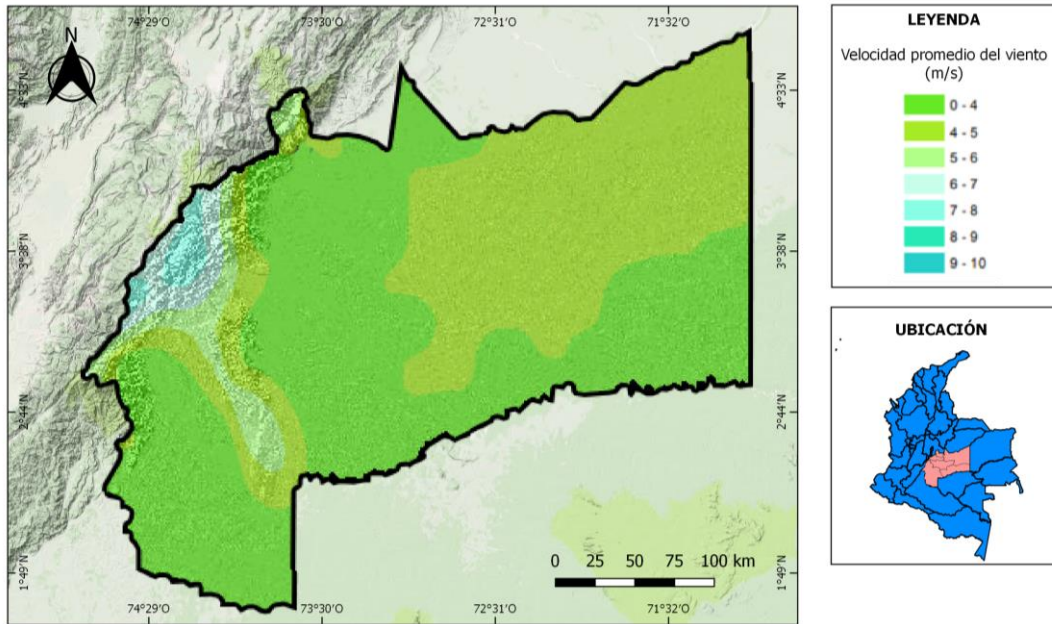 74°29'O 73°30'O 72°31'O 71°32'O
N
4°33'N 4°33'N
3°38'N 3°38'N
2°44'N 2°44'N
1°49'N 1°49'N
0 25 50 75 100 km
74°29'O 73°30'O 72°31'O 71°32'O
LEYENDA
Velocidad promedio del viento
(m/s)
0 - 4
4 - 5
5 - 6
6 - 7
7 - 8
8 - 9
9 - 10
UBICACIÓN